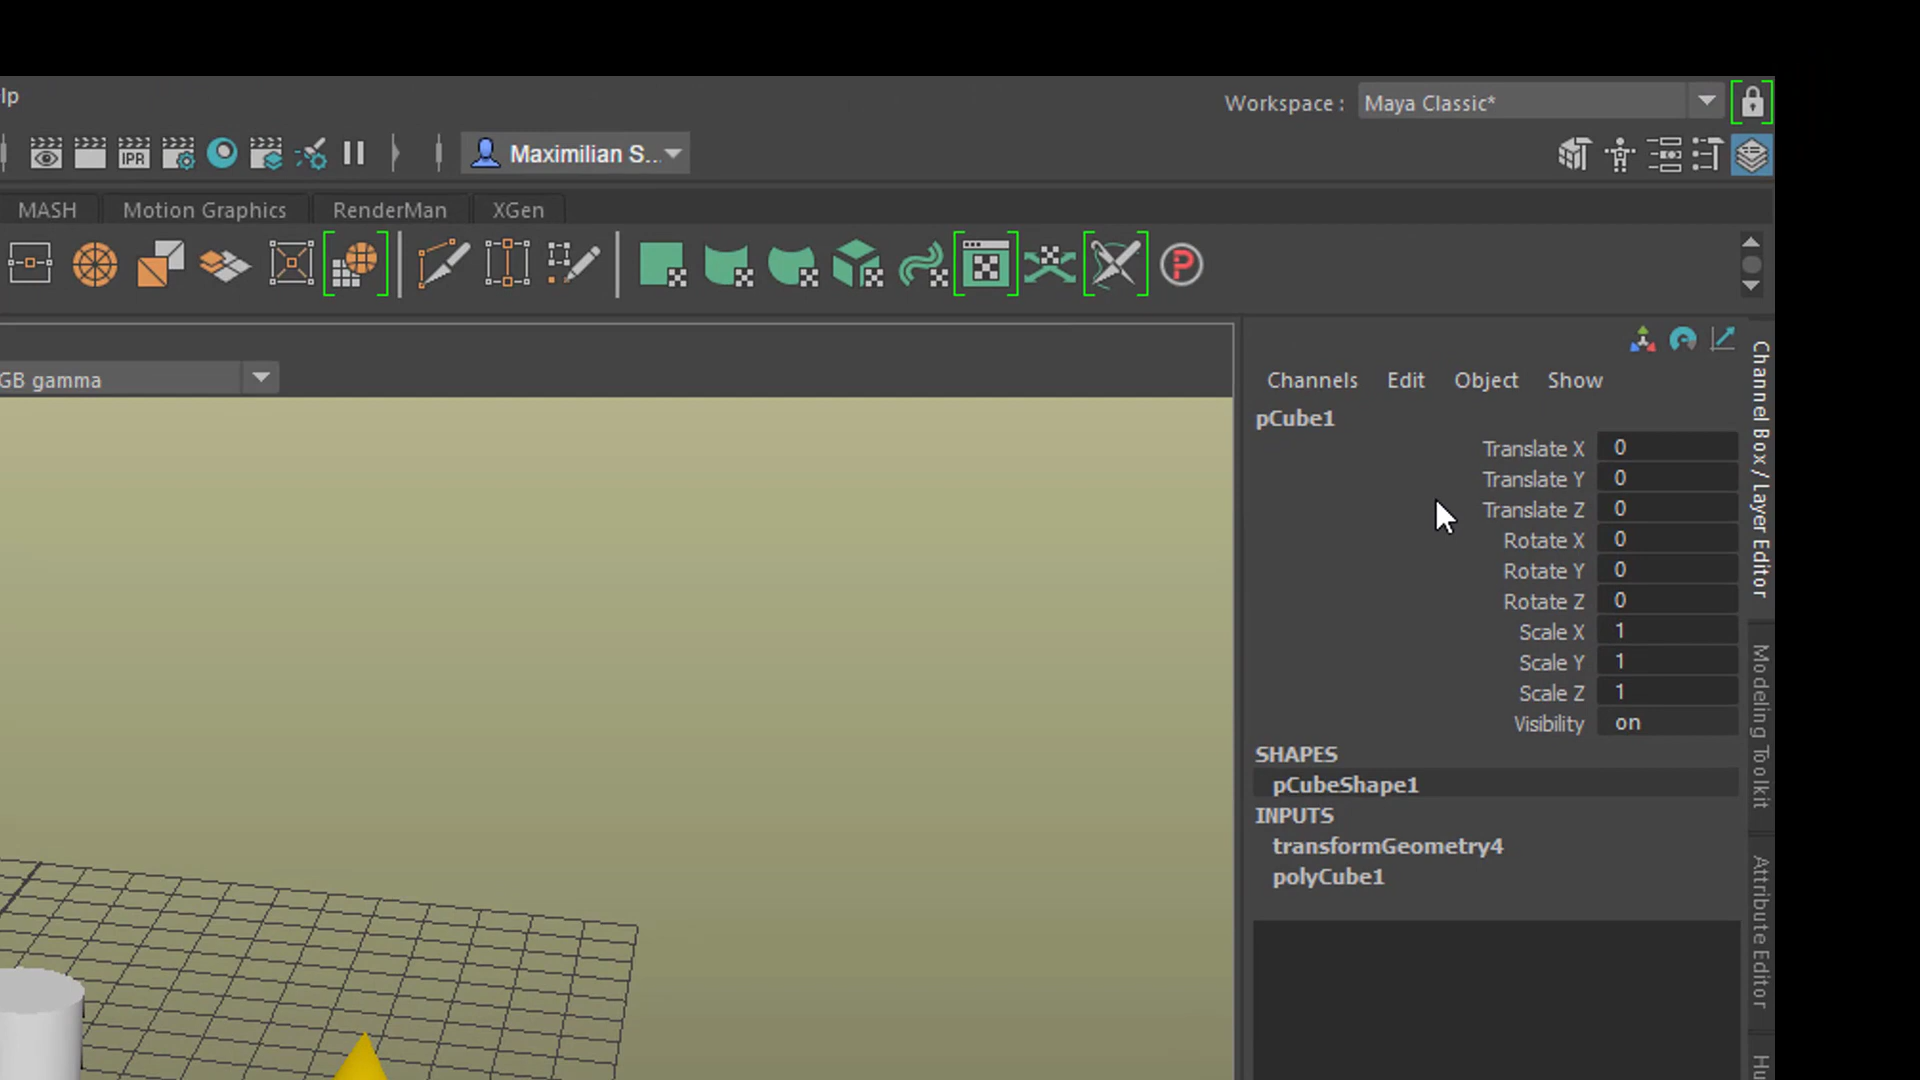 lp
Workspace : Maya Classic*
IPR
Maximilian S...
MASH Motion Graphics RenderMan XGen
P
GB gamma
Channels Edit Object Show
pCube1
Translate X 0
Translate Y 0
Translate Z 0
Rotate X 0
Rotate Y 0
Rotate Z 0
Scale X 1
Scale Y 1
Scale Z 1
Visibility on
SHAPES
pCubeShape1
INPUTS
transformGeometry4
polyCube1
Channel Box / Layer Editor
Modeling Toolkit
Attribute Editor
Hu